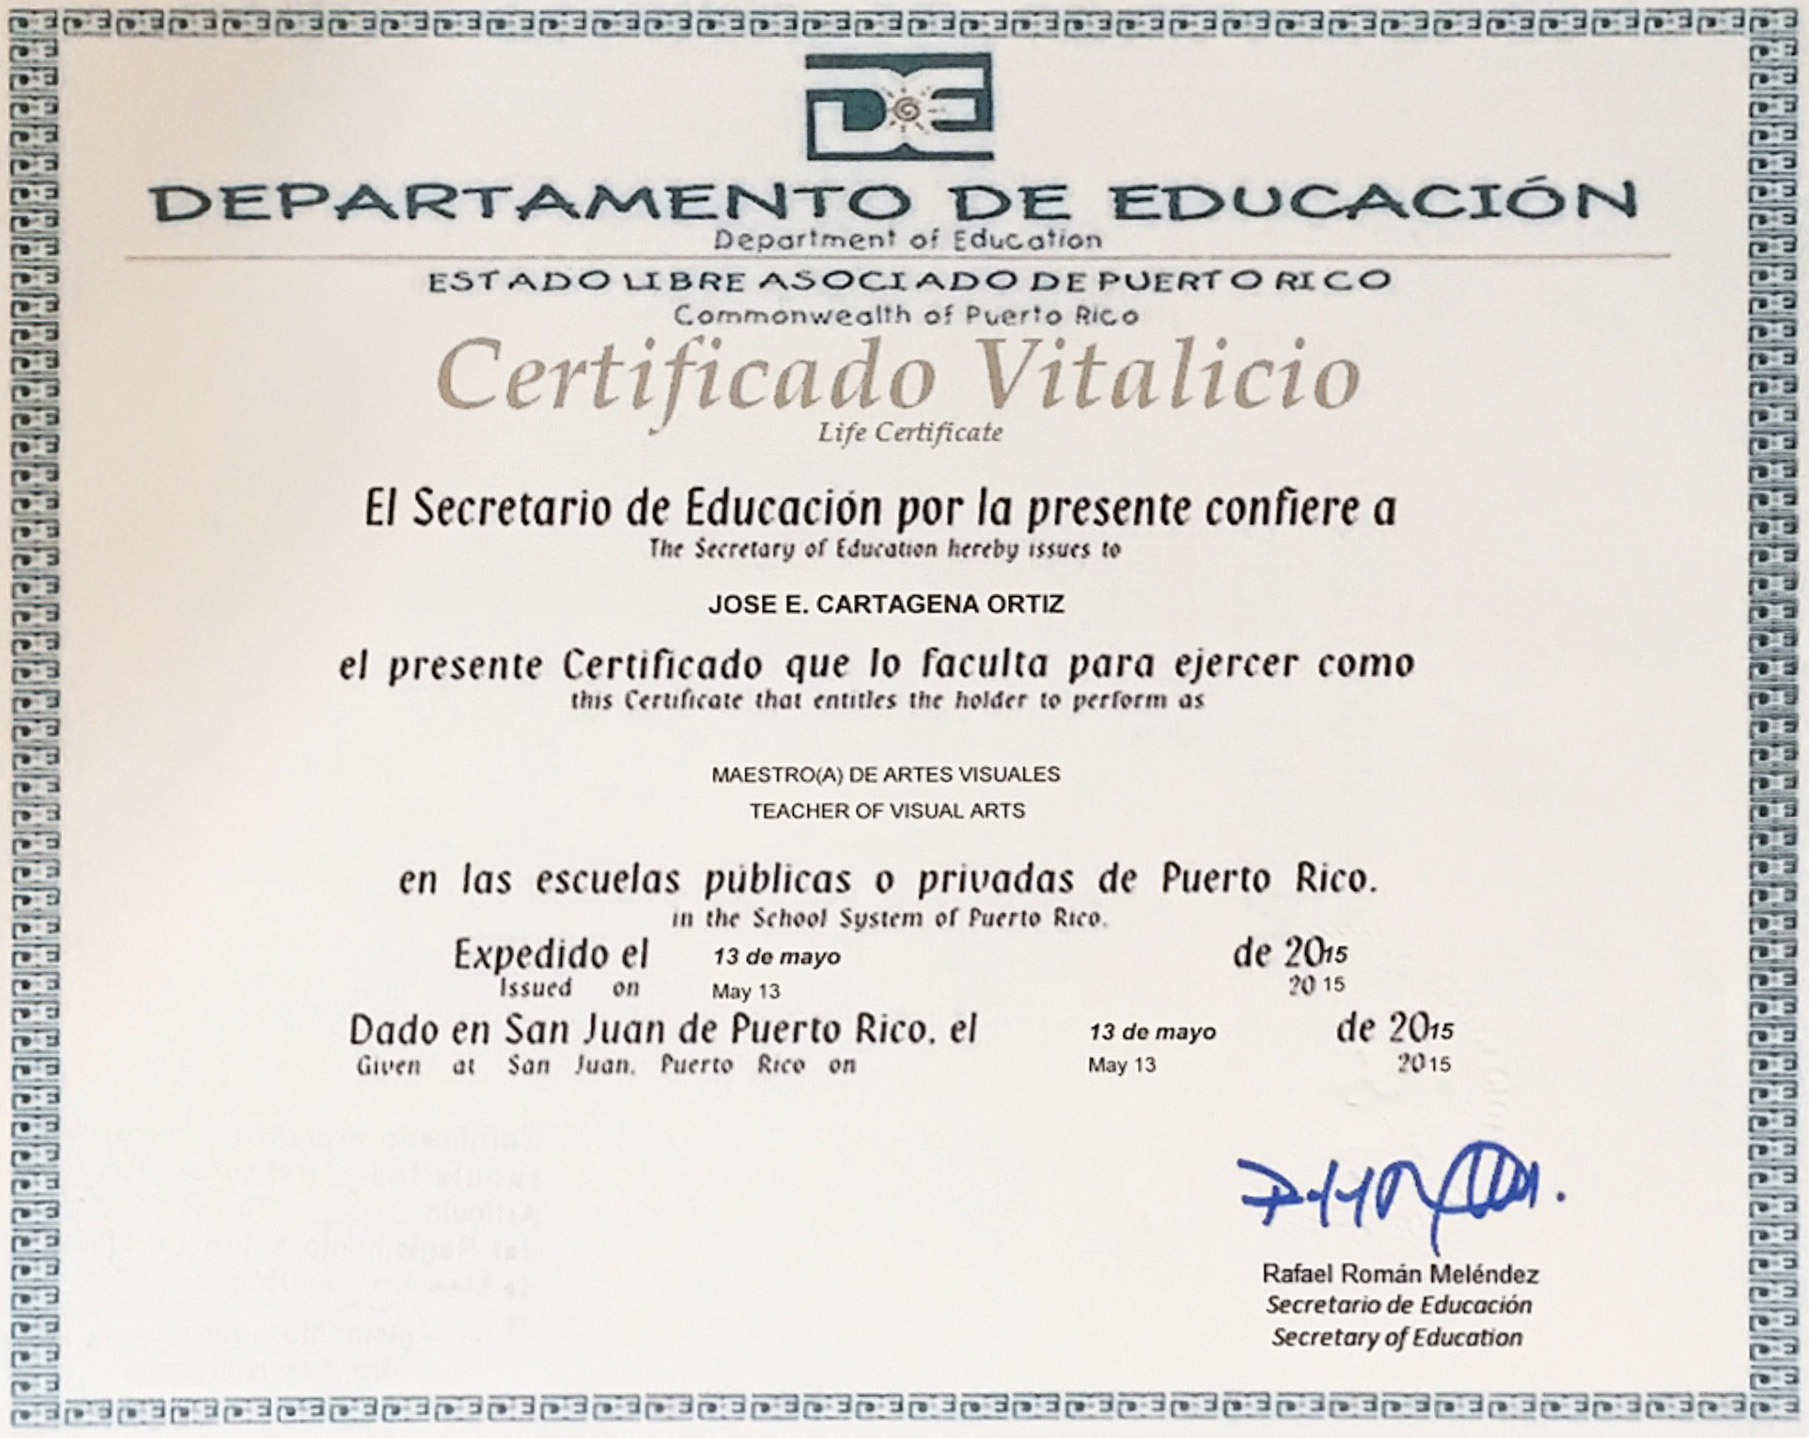 DE
DEPARTAMENTO DE EDUCACIÓN
Department of Education
ESTADO LIBRE ASOCIADO DE PUERTO RICO
Commonwealth of Puerto Rico
Certificado Vitalicio
Life Certificate
El Secretario de Educación por la presente confiere a
The Secretary of Education hereby issues to
JOSE E. CARTAGENA ORTIZ
el presente Certificado que lo faculta para ejercer como
this Certificate that entitles the holder to perform as
MAESTRO(A) DE ARTES VISUALES
TEACHER OF VISUAL ARTS
en las escuelas públicas o privadas de Puerto Rico.
in the School System of Puerto Rico.
Expedido el 13 de mayo de 2015
Issued on May 13 2015
Dado en San Juan de Puerto Rico, el 13 de mayo de 2015
Given at San Juan, Puerto Rico on May 13 2015
Rafael Román Meléndez
Secretario de Educación
Secretary of Education